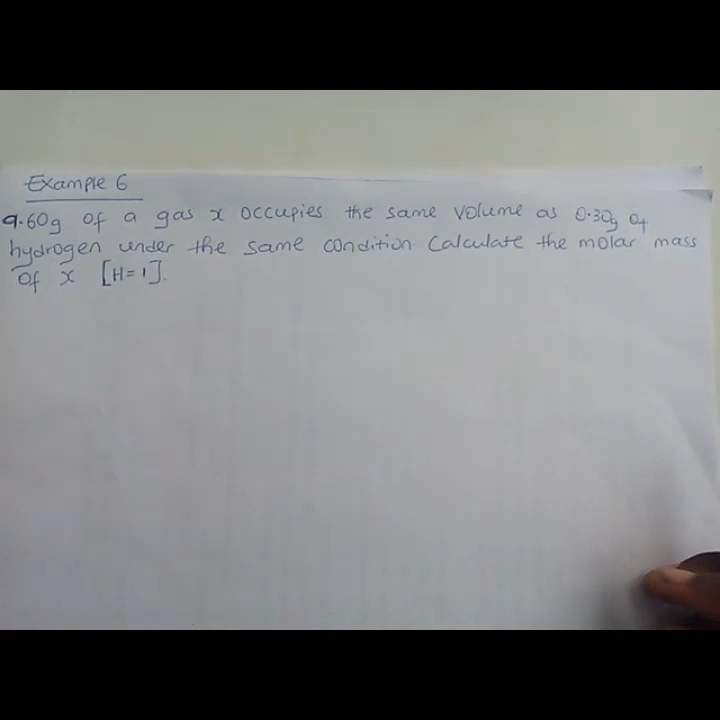 Example 6
9.60g of a gas x occupies the same volume as 0.30g of
hydrogen under the same condition Calculate the molar mass
of x [H=1].